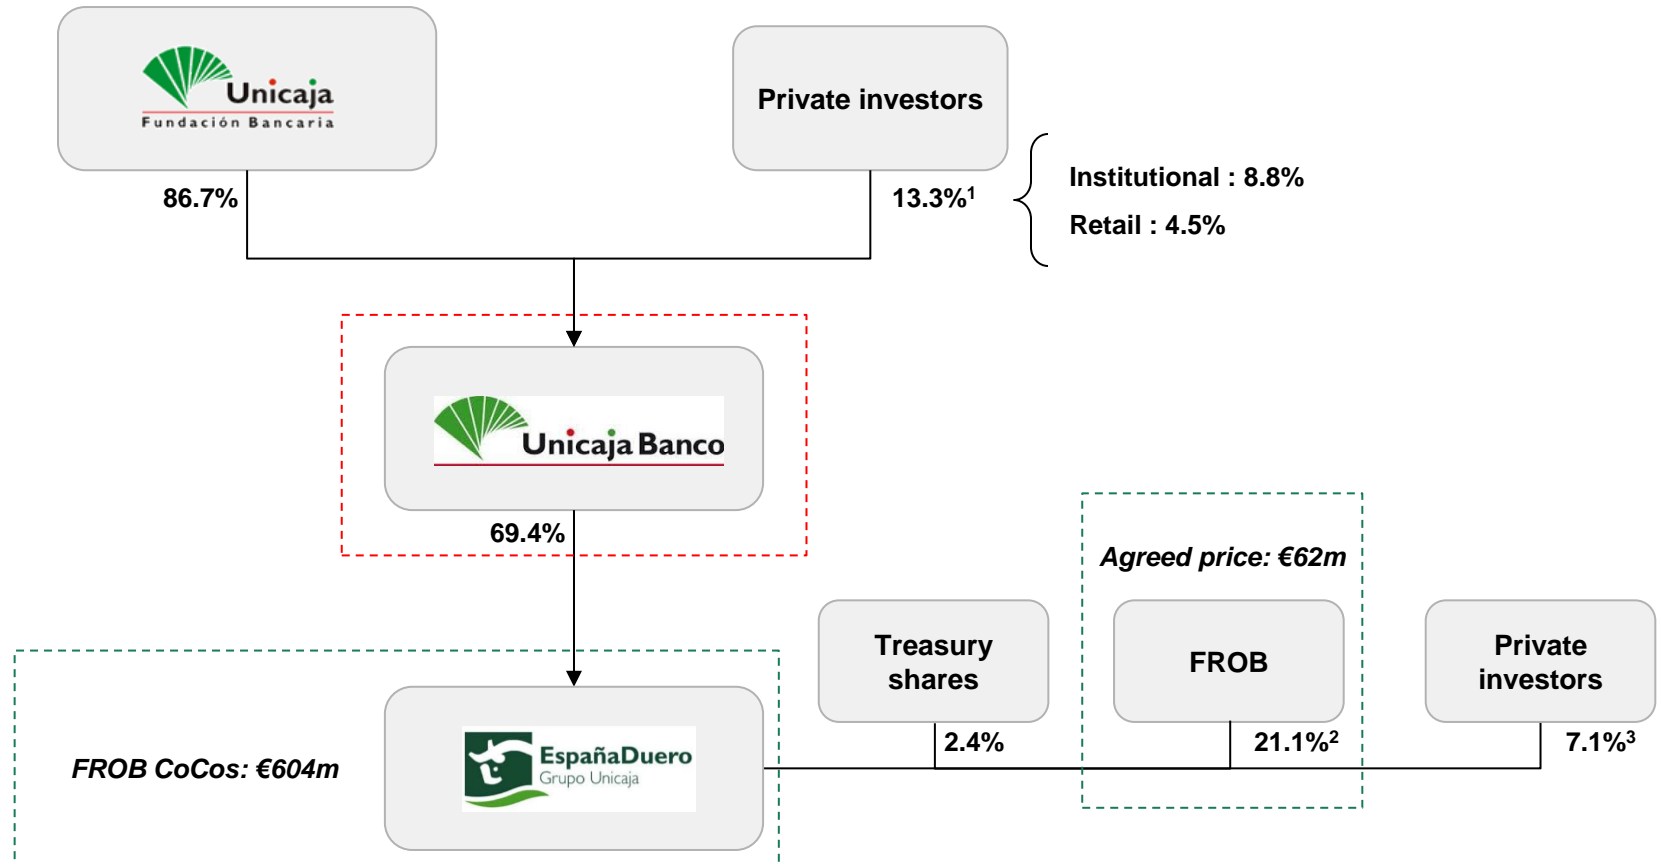 Unicaja
Fundación Bancaria
Private investors
86.7%
13.3%¹
Institutional : 8.8%
Retail : 4.5%
Unicaja Banco
69.4%
Agreed price: €62m
Treasury
shares
FROB
Private
investors
2.4%
21.1%²
7.1%³
FROB CoCos: €604m
EspañaDuero
Grupo Unicaja